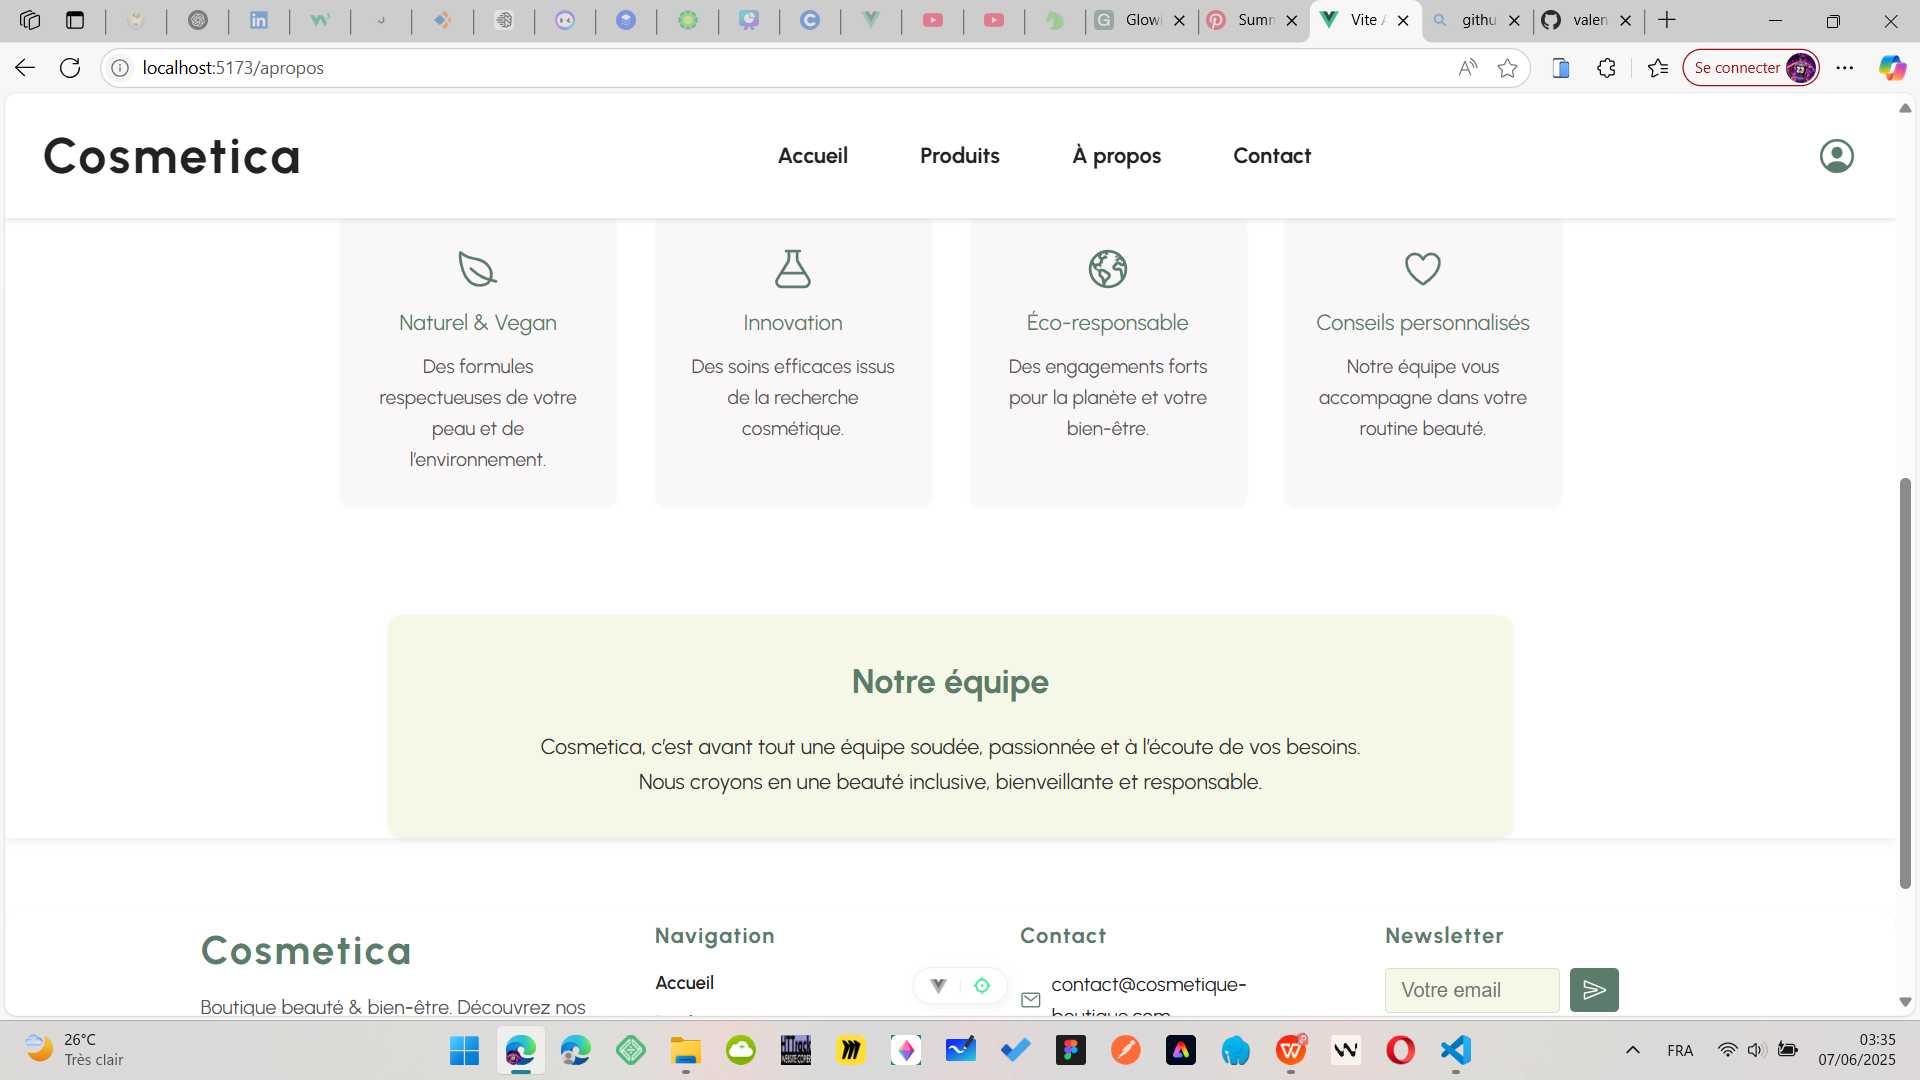 Glowi
Sumn
Vite A
githu
valen
localhost:5173/apropos
Se connecter
Cosmetica
Accueil
Produits
À propos
Contact
Naturel & Vegan
Des formules
respectueuses de votre
peau et de
l'environnement.
Innovation
Des soins efficaces issus
de la recherche
cosmétique.
Éco-responsable
Des engagements forts
pour la planète et votre
bien-être.
Conseils personnalisés
Notre équipe vous
accompagne dans votre
routine beauté.
Notre équipe
Cosmetica, c'est avant tout une équipe soudée, passionnée et à l'écoute de vos besoins.
Nous croyons en une beauté inclusive, bienveillante et responsable.
Cosmetica
Boutique beauté & bien-être. Découvrez nos
Navigation
Accueil
Contact
contact@cosmetique-
boutique.com
Newsletter
Votre email
26°C
Très clair
FRA
03:35
07/06/2025